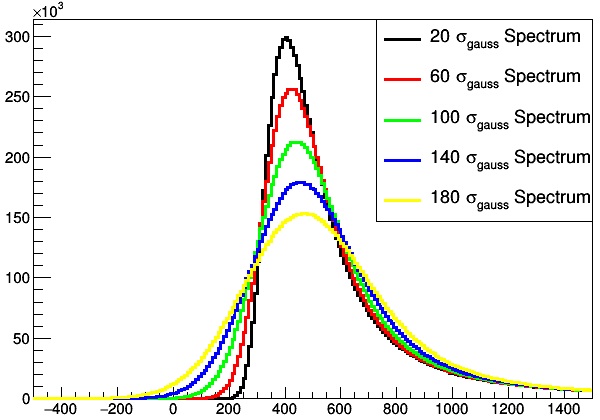 ×10³
300
250
200
150
100
50
0
−400 −200 0 200 400 600 800 1000 1200 1400
20 σgauss Spectrum
60 σgauss Spectrum
100 σgauss Spectrum
140 σgauss Spectrum
180 σgauss Spectrum